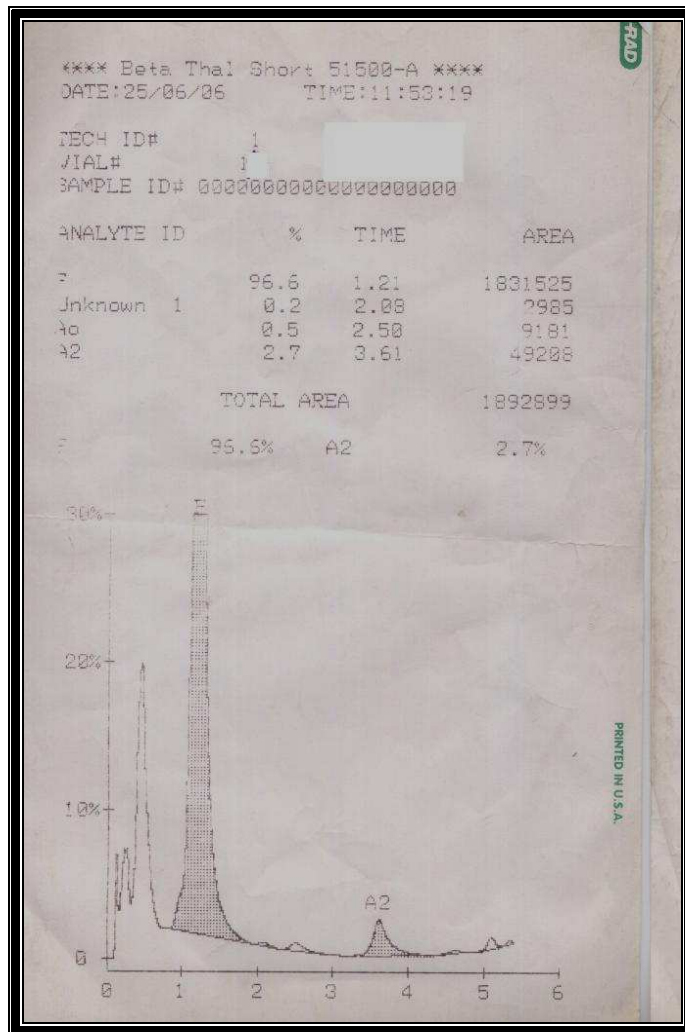 -RAD
**** Beta Thal Short 51500-A ****
DATE:25/06/06 TIME:11:53:19
TECH ID# 1
VIAL# 1
SAMPLE ID# 00000000000000000000
ANALYTE ID % TIME AREA
F 96.6 1.21 1831525
Unknown 1 0.2 2.08 2985
Ao 0.5 2.50 9181
A2 2.7 3.61 49208
TOTAL AREA 1892899
F 96.6% A2 2.7%
30%
F
20%
10%
A2
0
0 1 2 3 4 5 6
PRINTED IN U.S.A.